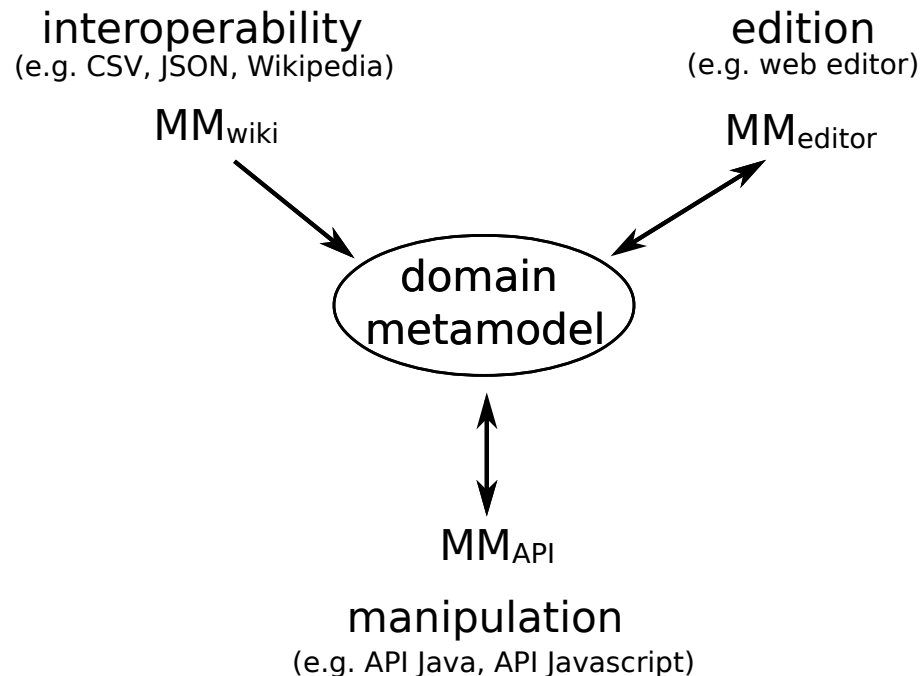 interoperability
(e.g. CSV, JSON, Wikipedia)
MMwiki
edition
(e.g. web editor)
MMeditor
domain
metamodel
MMAPI
manipulation
(e.g. API Java, API Javascript)